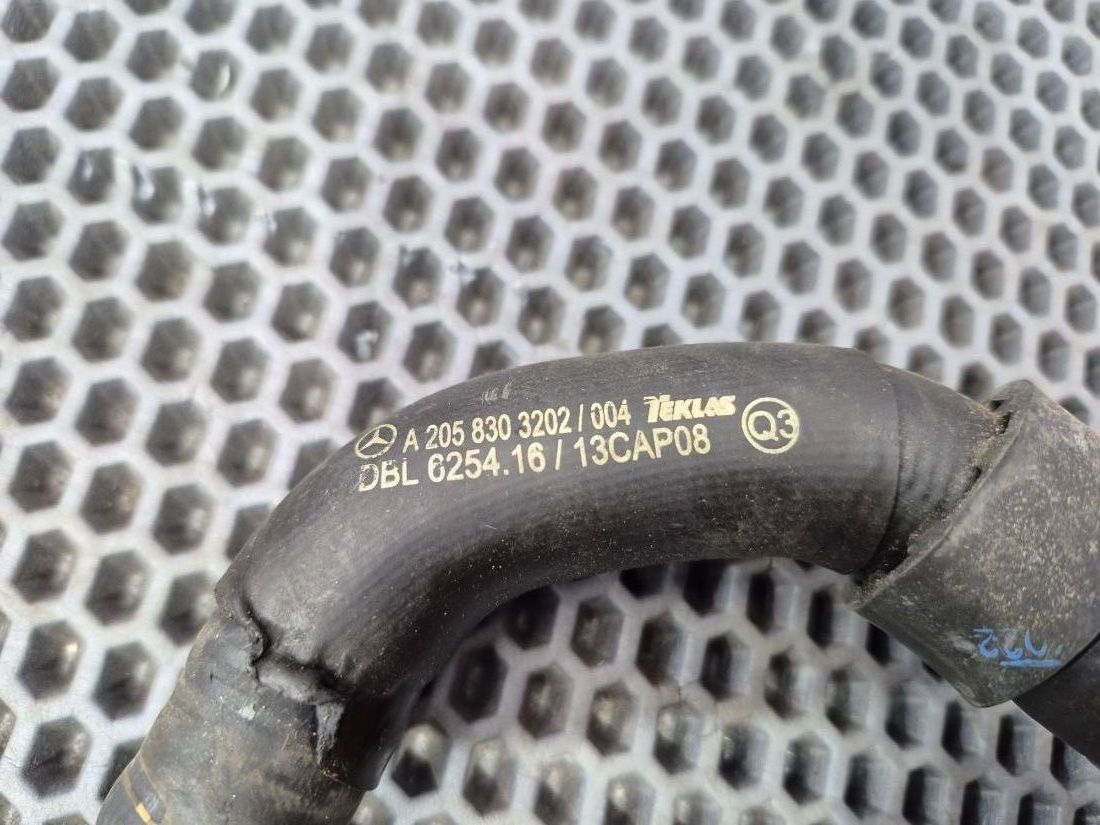 A 205 830 3202 / 004 TEKLAS Q3
DBL 6254.16 / 13CAP08